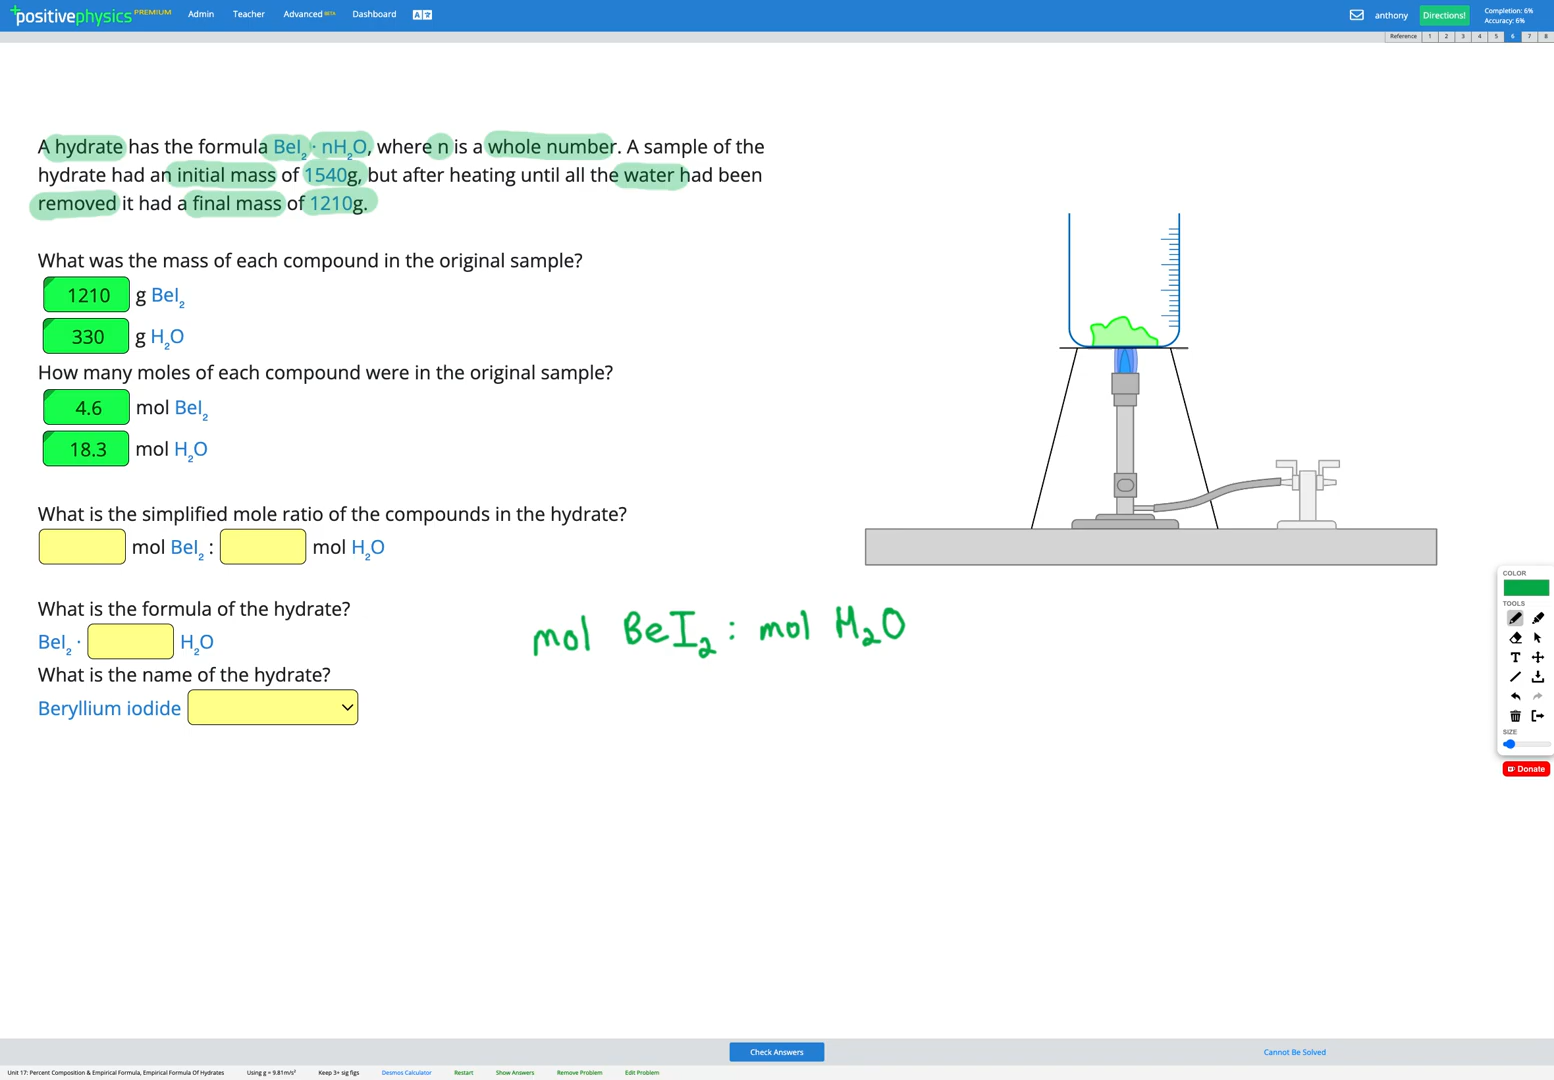 +positivephysics PREMIUM Admin Teacher Advanced BETA Dashboard anthony Directions! Completion: 6%
Accuracy: 6%
Reference 1 2 3 4 5 6 7 8
A hydrate has the formula BeI₂ · nH₂O, where n is a whole number. A sample of the
hydrate had an initial mass of 1540g, but after heating until all the water had been
removed it had a final mass of 1210g.
What was the mass of each compound in the original sample?
1210 g BeI₂
330 g H₂O
How many moles of each compound were in the original sample?
4.6 mol BeI₂
18.3 mol H₂O
What is the simplified mole ratio of the compounds in the hydrate?
mol BeI₂ : mol H₂O
What is the formula of the hydrate?
BeI₂ · H₂O
mol BeI₂ : mol H₂O
What is the name of the hydrate?
Beryllium iodide
COLOR
TOOLS
T
SIZE
Donate
Check Answers Cannot Be Solved
Unit 17: Percent Composition & Empirical Formula, Empirical Formula Of Hydrates Using g = 9.81m/s² Keep 3+ sig figs Desmos Calculator Restart Show Answers Remove Problem Edit Problem